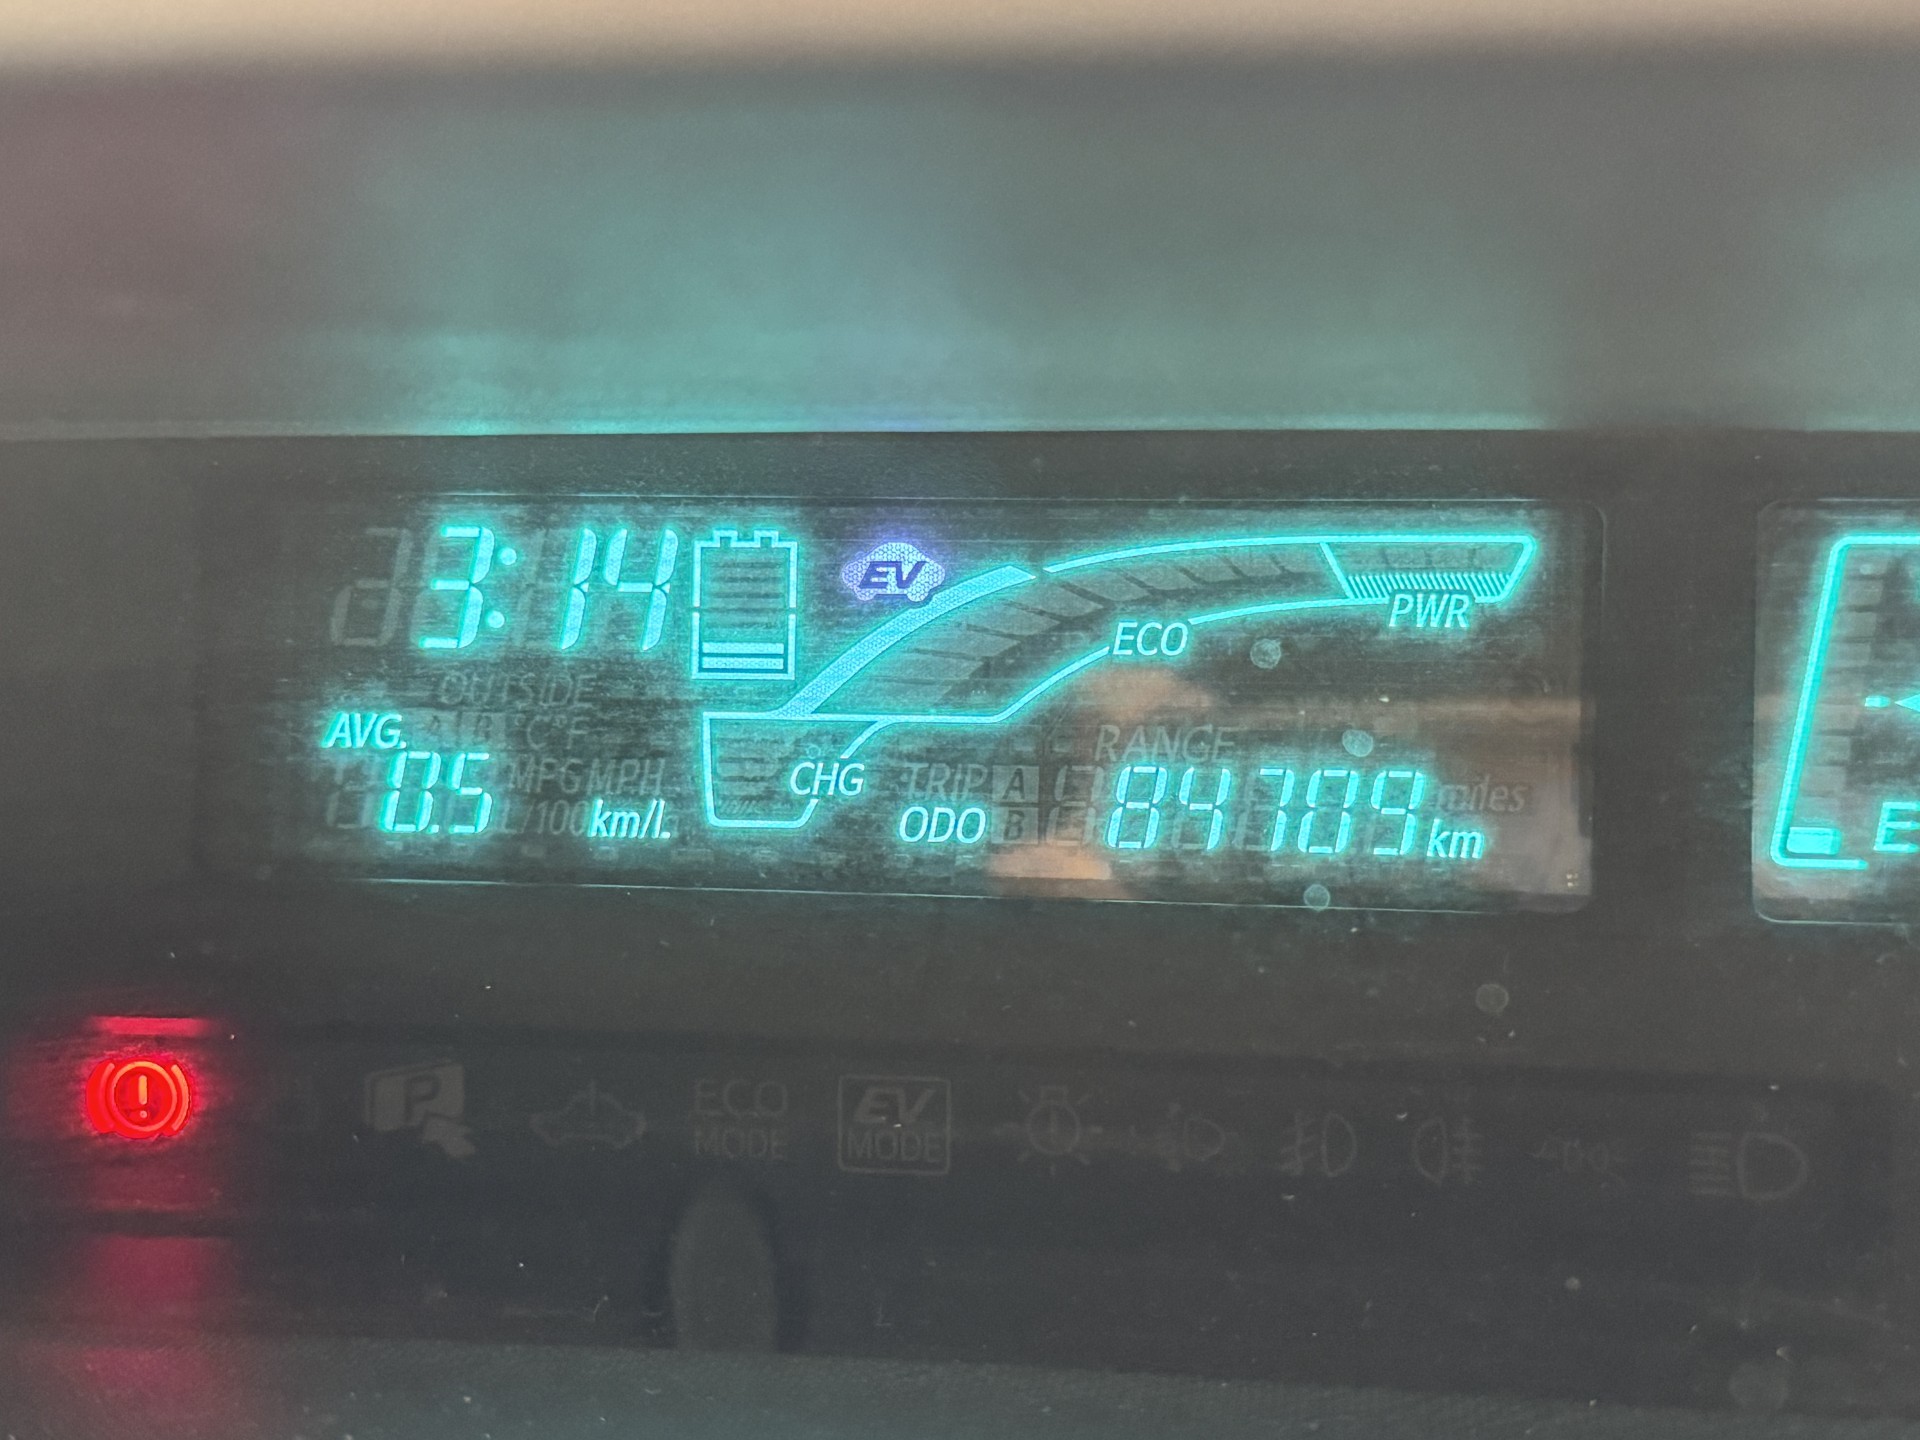 3:14
EV
PWR
ECO
OUTSIDE
AVG.
°C°F
RANGE
MPG MPH
CHG
TRIP A
84709
miles
0.5
L/100 km/L
ODO
B
km
E
P
ECO
MODE
EV
MODE